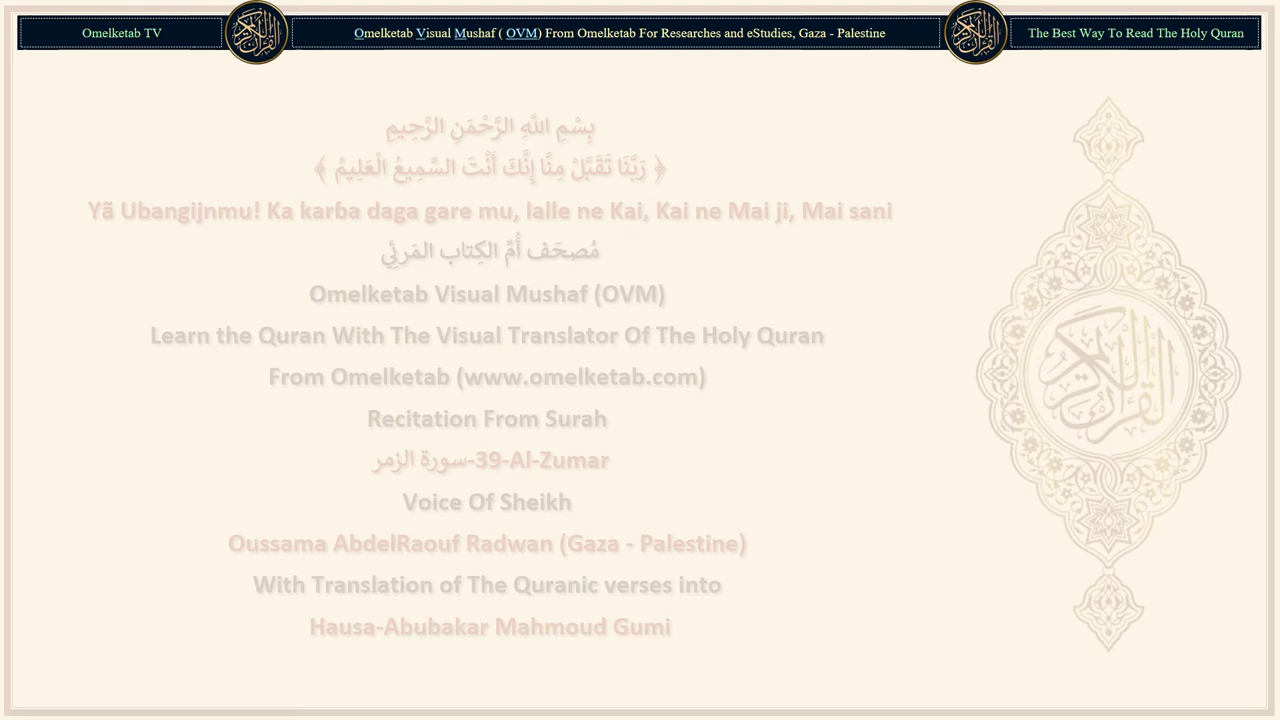 Omelketab TV
Omelketab Visual Mushaf ( OVM) From Omelketab For Researches and eStudies, Gaza - Palestine
The Best Way To Read The Holy Quran
بِسْمِ اللَّهِ الرَّحْمَنِ الرَّحِيمِ
﴿ رَبَّنَا تَقَبَّلْ مِنَّا إِنَّكَ أَنْتَ السَّمِيعُ الْعَلِيمُ ﴾
Yã Ubangijnmu! Ka karɓa daga gare mu, lalle ne Kai, Kai ne Mai ji, Mai sani
مُصحَف أُمِّ الكِتاب المَرئِي
Omelketab Visual Mushaf (OVM)
Learn the Quran With The Visual Translator Of The Holy Quran
From Omelketab (www.omelketab.com)
Recitation From Surah
سورة الزمر-39-Al-Zumar
Voice Of Sheikh
Oussama AbdelRaouf Radwan (Gaza - Palestine)
With Translation of The Quranic verses into
Hausa-Abubakar Mahmoud Gumi
القرآن الكريم